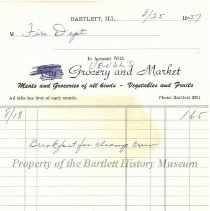 BARTLETT, ILL. 8/25 1957
M Fire Dept
In Account With
VENDL'S
Grocery and Market
Meats and Groceries of all kinds - Vegetables and Fruits
All bills due first of each month. Phone Bartlett 2061
8/18 1 65
Breakfast for cleanup crew
Property of the Bartlett History Museum